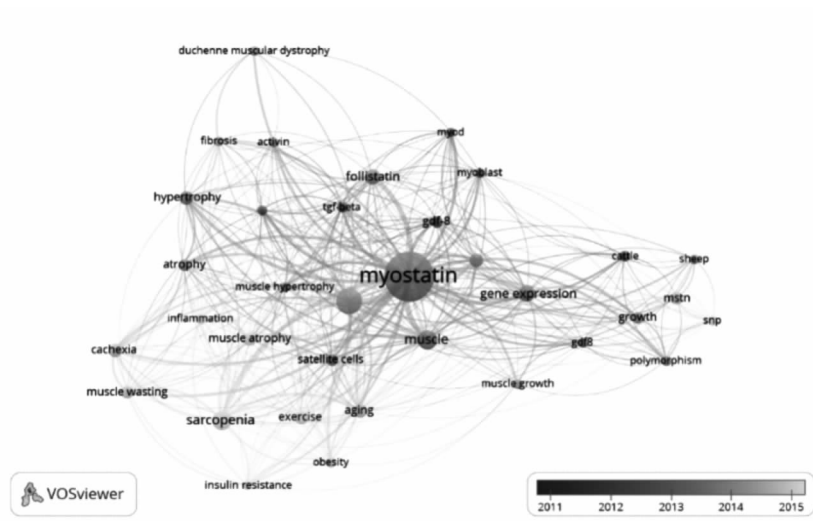 duchenne muscular dystrophy
myod
fibrosis
activin
myoblast
follistatin
hypertrophy
tgf-beta
gdf-8
cattle
sheep
atrophy
myostatin
muscle hypertrophy
gene expression
mstn
inflammation
growth
snp
muscle atrophy
muscle
gdf8
cachexia
satellite cells
polymorphism
muscle growth
muscle wasting
aging
sarcopenia
exercise
obesity
insulin resistance
VOSviewer
2011 2012 2013 2014 2015